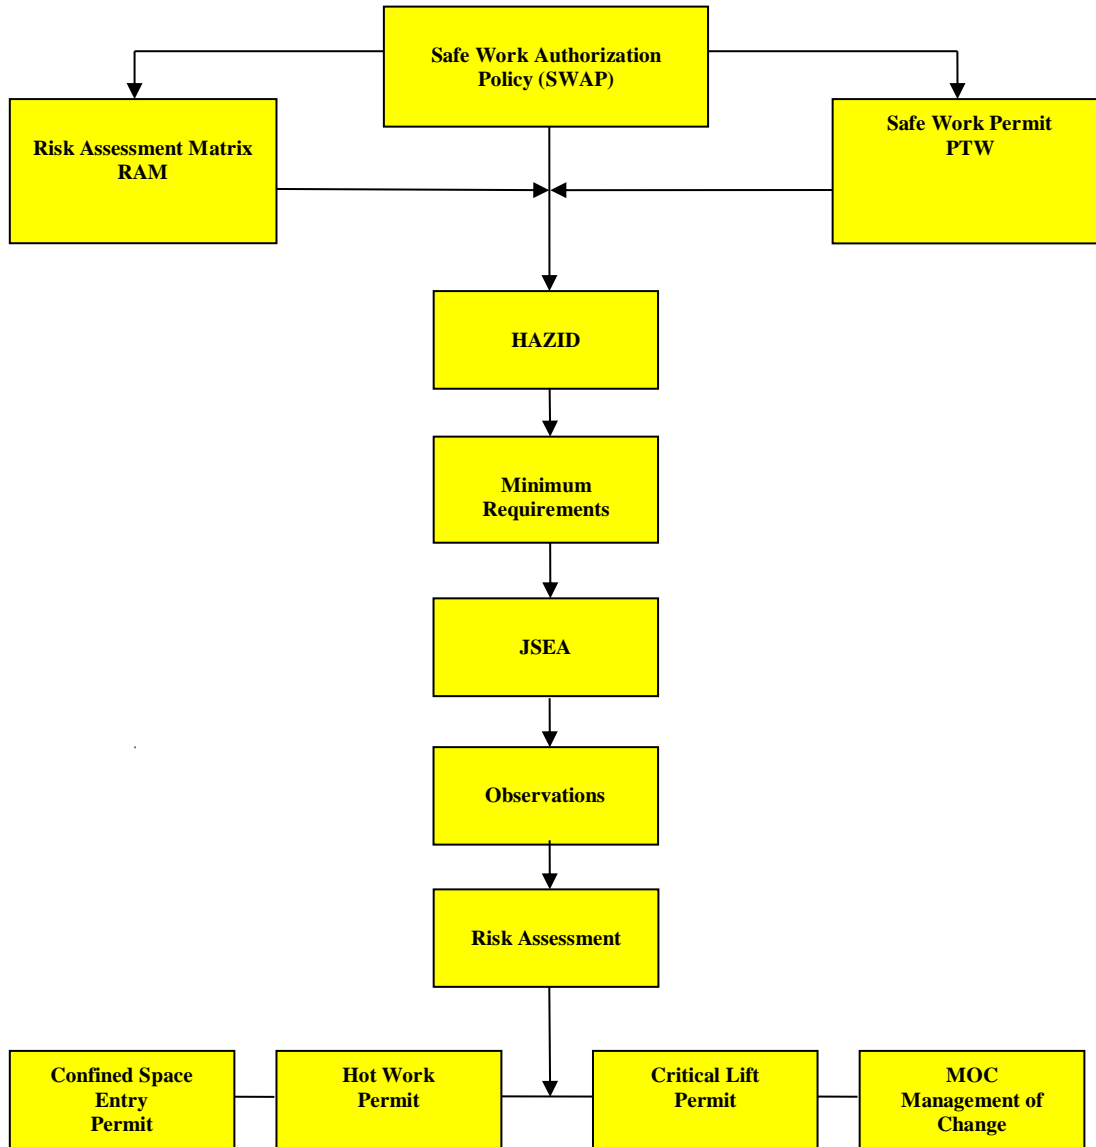 Safe Work Authorization
Policy (SWAP)
Risk Assessment Matrix
RAM
Safe Work Permit
PTW
HAZID
Minimum
Requirements
JSEA
Observations
Risk Assessment
Confined Space
Entry
Permit
Hot Work
Permit
Critical Lift
Permit
MOC
Management of
Change